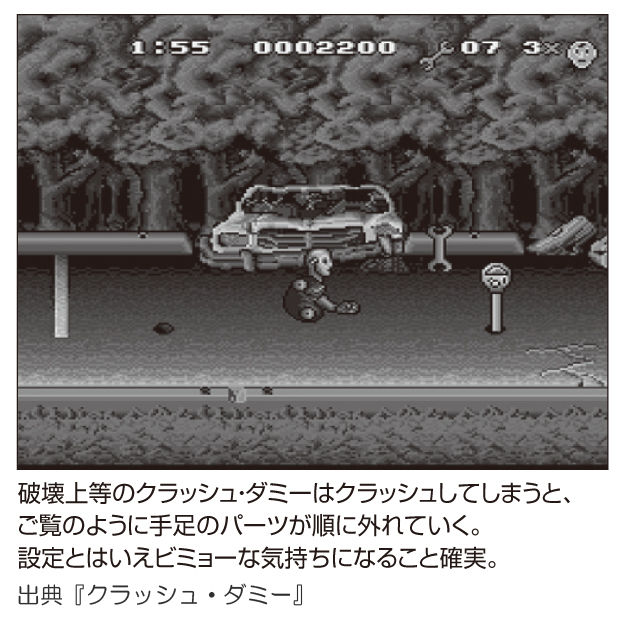 1:55 0002200 07 3×
破壊上等のクラッシュ・ダミーはクラッシュしてしまうと、
ご覧のように手足のパーツが順に外れていく。
設定とはいえビミョーな気持ちになること確実。
出典『クラッシュ・ダミー』